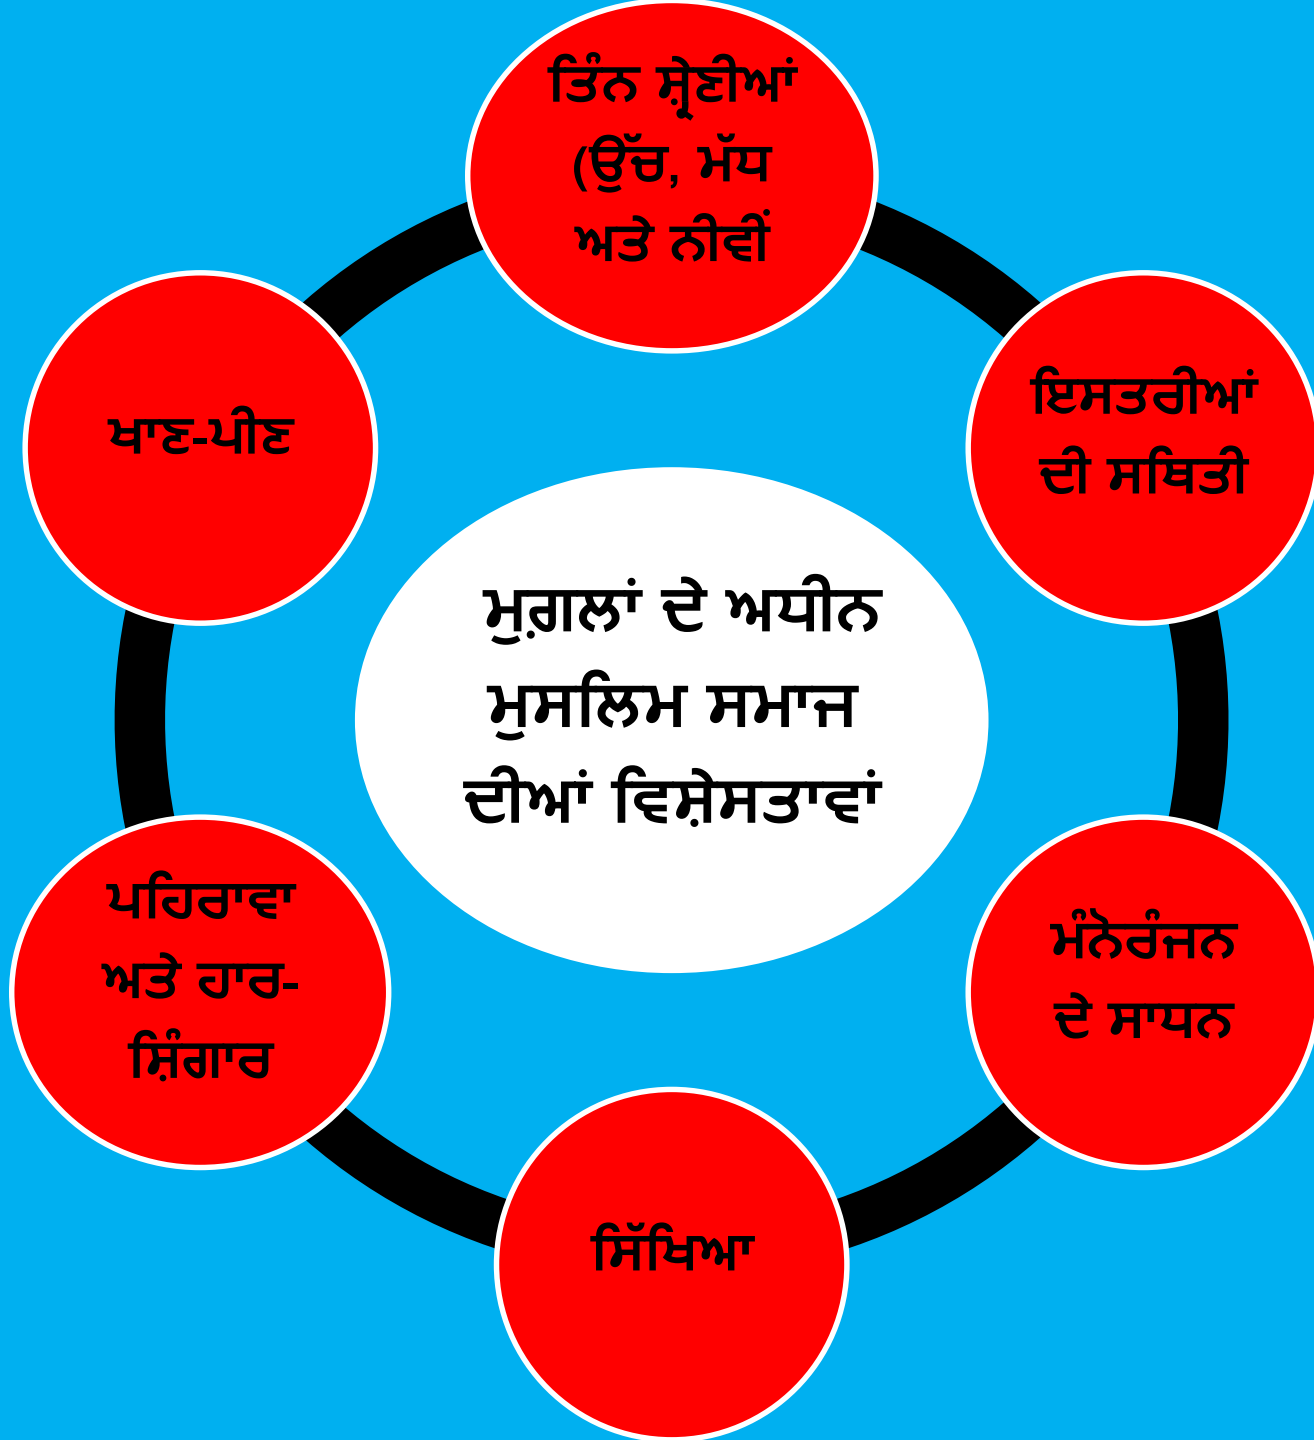 ਤਿੰਨ ਸ਼੍ਰੇਣੀਆਂ
(ਉੱਚ, ਮੱਧ
ਅਤੇ ਨੀਵੀਂ
ਇਸਤਰੀਆਂ
ਦੀ ਸਥਿਤੀ
ਮੰਨੋਰੰਜਨ
ਦੇ ਸਾਧਨ
ਸਿੱਖਿਆ
ਪਹਿਰਾਵਾ
ਅਤੇ ਹਾਰ-
ਸ਼ਿੰਗਾਰ
ਖਾਣ-ਪੀਣ
ਮੁਗ਼ਲਾਂ ਦੇ ਅਧੀਨ
ਮੁਸਲਿਮ ਸਮਾਜ
ਦੀਆਂ ਵਿਸ਼ੇਸਤਾਵਾਂ